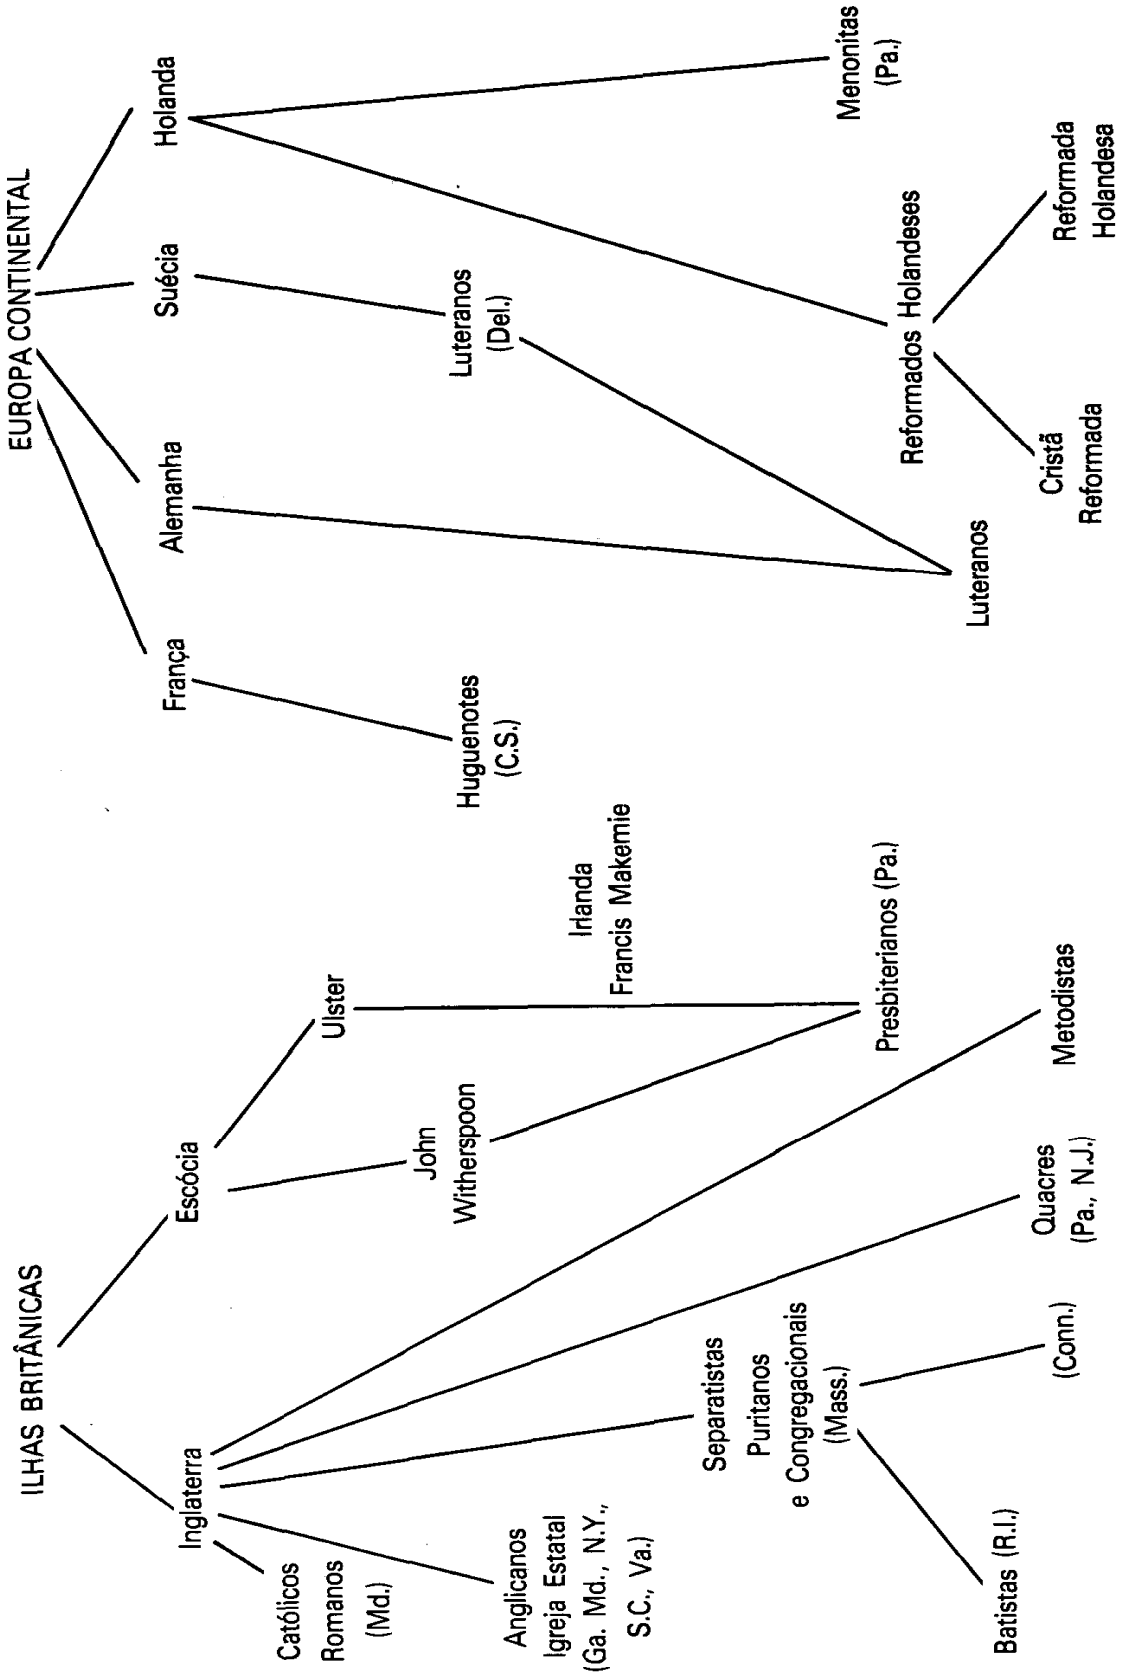 ILHAS BRITÂNICAS
Inglaterra
Escócia
Católicos
Romanos
(Md.)
Ulster
John
Witherspoon
Anglicanos
Igreja Estatal
(Ga. Md., N.Y.,
S.C., Va.)
Irlanda
Francis Makemie
Separatistas
Puritanos
e Congregacionais
(Mass.)
Presbiterianos (Pa.)
Batistas (R.I.)
(Conn.)
Quacres
(Pa., N.J.)
Metodistas
EUROPA CONTINENTAL
França
Alemanha
Suécia
Holanda
Huguenotes
(C.S.)
Luteranos
(Del.)
Menonitas
(Pa.)
Luteranos
Reformados Holandeses
Cristã
Reformada
Reformada
Holandesa